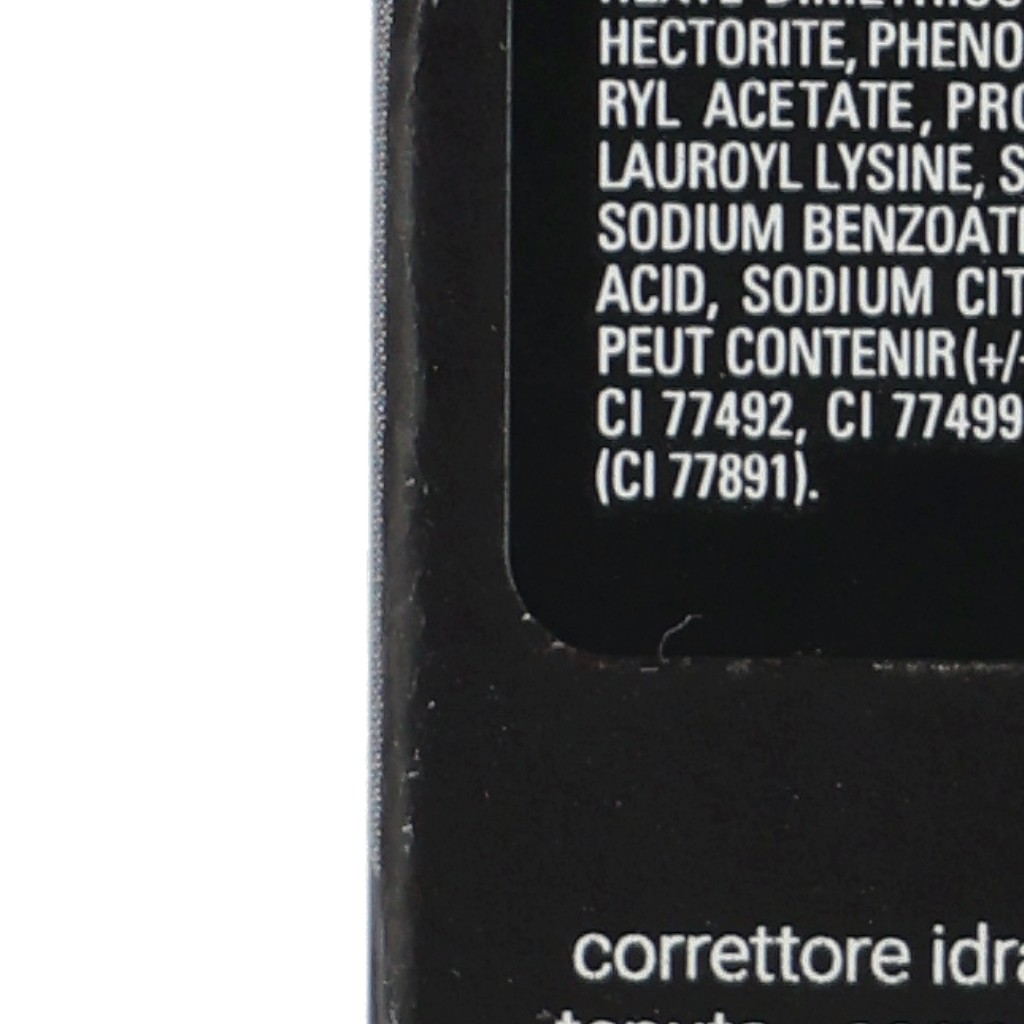 HECTORITE, PHENO
RYL ACETATE, PRO
LAUROYL LYSINE, S
SODIUM BENZOATE
ACID, SODIUM CIT
PEUT CONTENIR (+/-
CI 77492, CI 77499
(CI 77891).
correttore idra